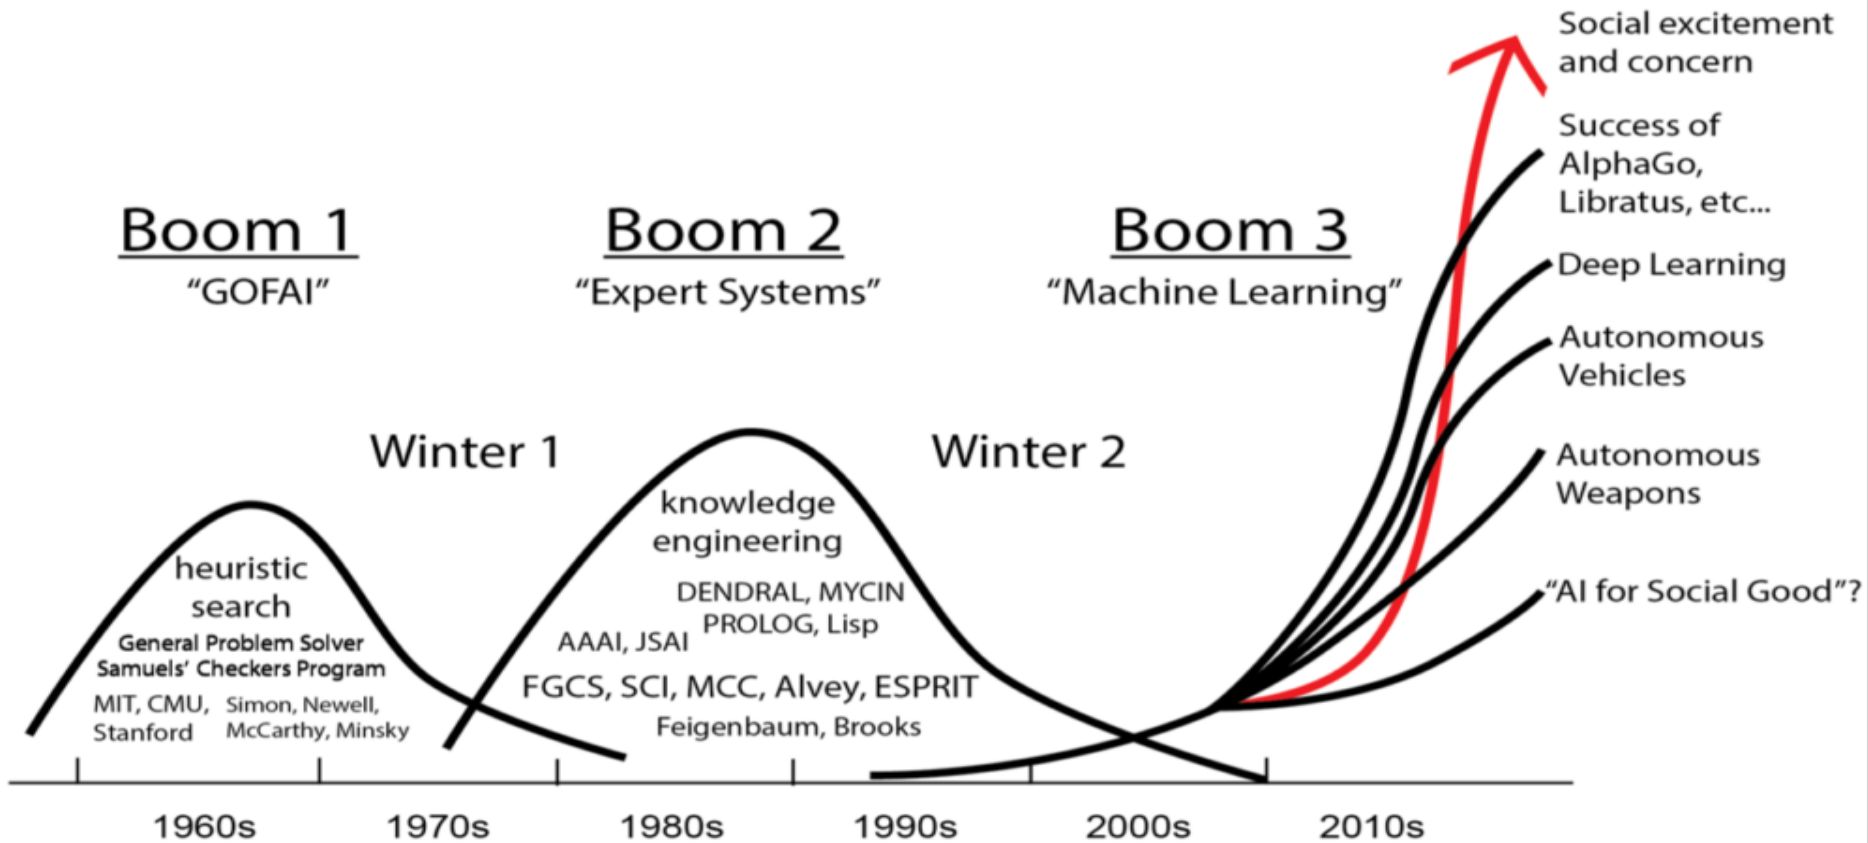 Boom 1
"GOFAI"
Boom 2
"Expert Systems"
Boom 3
"Machine Learning"
Winter 1
Winter 2
heuristic
search
General Problem Solver
Samuels' Checkers Program
MIT, CMU,
Stanford
Simon, Newell,
McCarthy, Minsky
knowledge
engineering
DENDRAL, MYCIN
PROLOG, Lisp
AAAI, JSAI
FGCS, SCI, MCC, Alvey, ESPRIT
Feigenbaum, Brooks
Social excitement
and concern
Success of
AlphaGo,
Libratus, etc...
Deep Learning
Autonomous
Vehicles
Autonomous
Weapons
"AI for Social Good"?
1960s
1970s
1980s
1990s
2000s
2010s